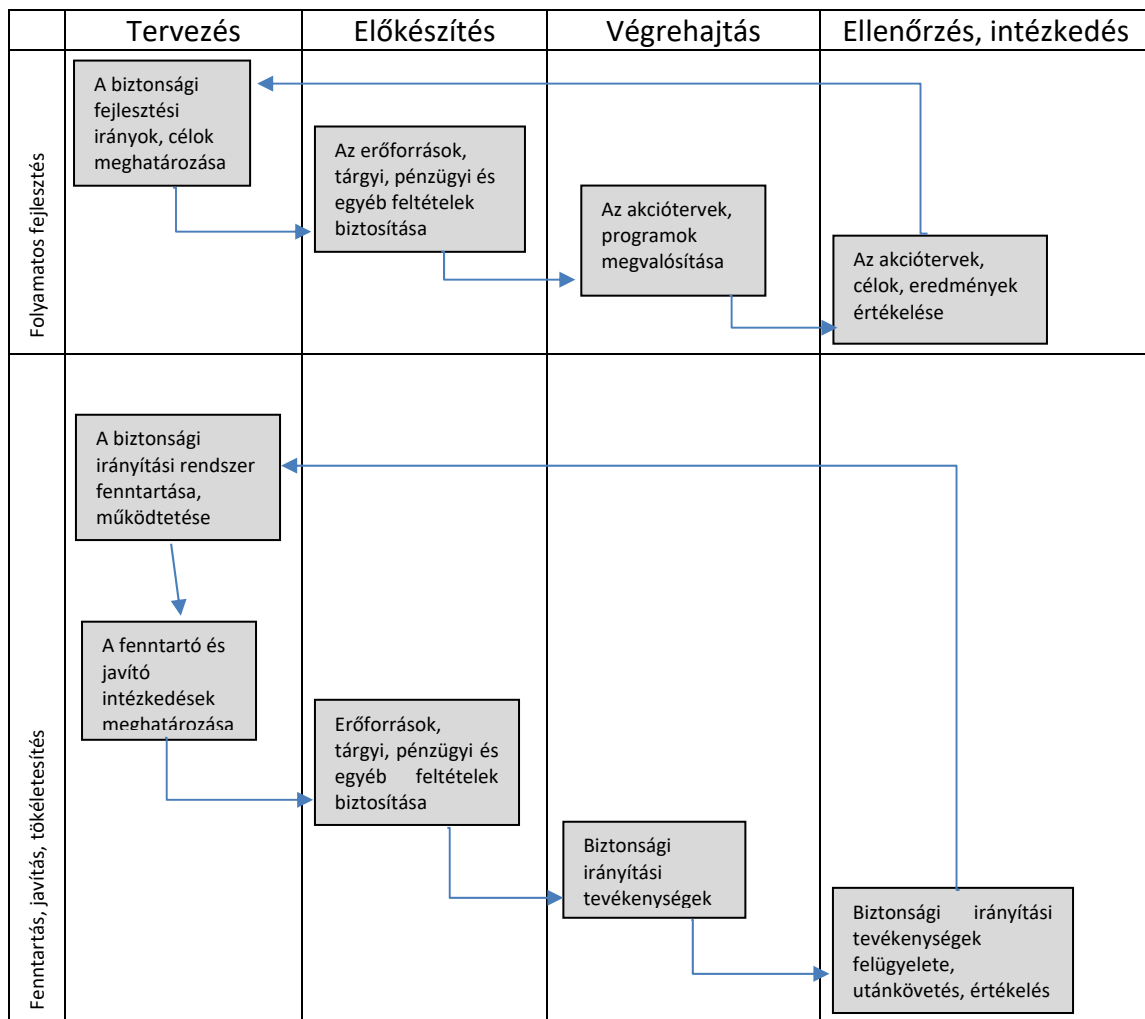 Tervezés
Előkészítés
Végrehajtás
Ellenőrzés, intézkedés
Folyamatos fejlesztés
A biztonsági
fejlesztési
irányok, célok
meghatározása
Az erőforrások,
tárgyi, pénzügyi és
egyéb feltételek
biztosítása
Az akciótervek,
programok
megvalósítása
Az akciótervek,
célok, eredmények
értékelése
Fenntartás, javítás, tökéletesítés
A biztonsági
irányítási rendszer
fenntartása,
működtetése
A fenntartó és
javító
intézkedések
meghatározása
Erőforrások,
tárgyi, pénzügyi és
egyéb feltételek
biztosítása
Biztonsági
irányítási
tevékenységek
Biztonsági irányítási
tevékenységek
felügyelete,
utánkövetés, értékelés